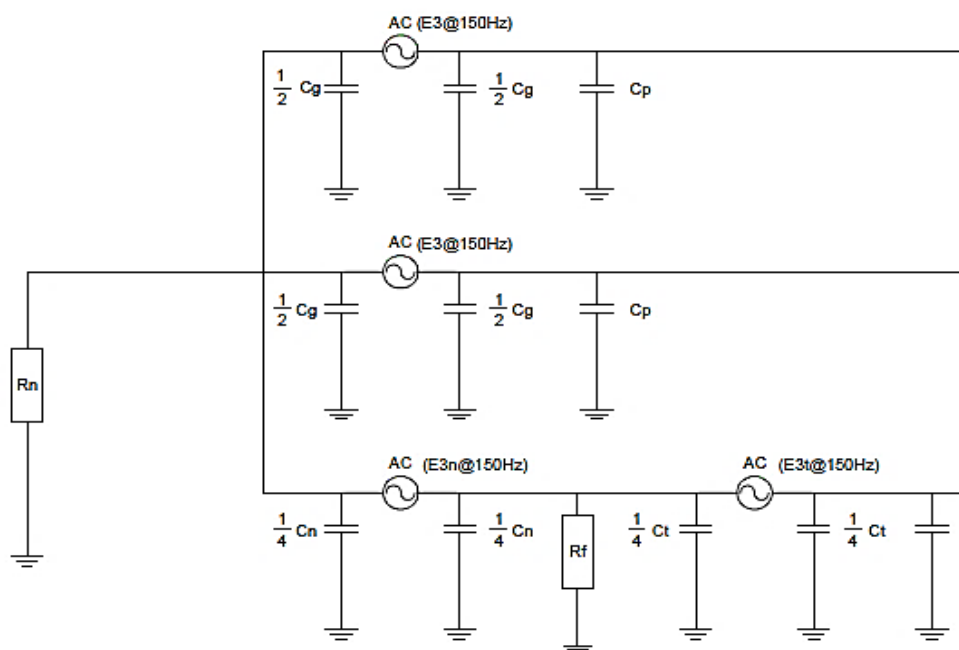 AC (E3@150Hz)
1/2 Cg
1/2 Cg
Cp
AC (E3@150Hz)
1/2 Cg
1/2 Cg
Cp
Rn
AC (E3n@150Hz)
AC (E3t@150Hz)
1/4 Cn
1/4 Cn
Rf
1/4 Ct
1/4 Ct